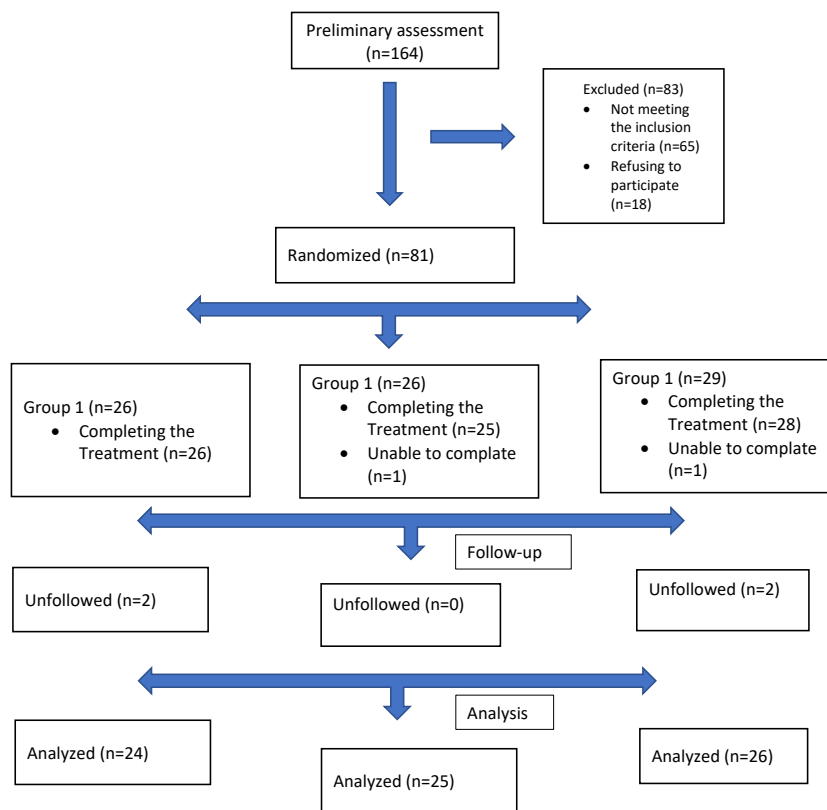 Preliminary assessment
(n=164)
Excluded (n=83)
• Not meeting
the inclusion
criteria (n=65)
• Refusing to
participate
(n=18)
Randomized (n=81)
Group 1 (n=26)
• Completing the
Treatment (n=26)
Group 1 (n=26)
• Completing the
Treatment (n=25)
• Unable to complate
(n=1)
Group 1 (n=29)
• Completing the
Treatment (n=28)
• Unable to complate
(n=1)
Follow-up
Unfollowed (n=2)
Unfollowed (n=0)
Unfollowed (n=2)
Analysis
Analyzed (n=24)
Analyzed (n=25)
Analyzed (n=26)